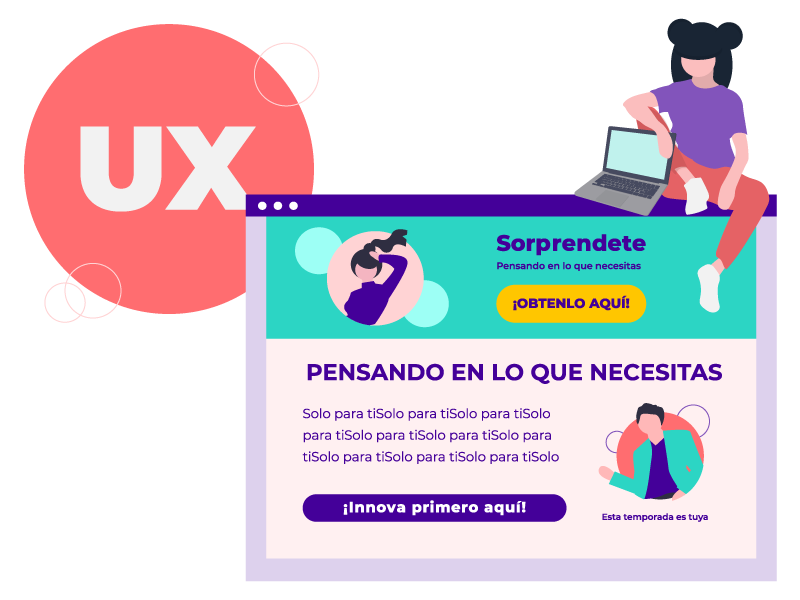 UX
Sorprendete
Pensando en lo que necesitas
¡OBTENLO AQUÍ!
PENSANDO EN LO QUE NECESITAS
Solo para tiSolo para tiSolo para tiSolo
para tiSolo para tiSolo para tiSolo para
tiSolo para tiSolo para tiSolo para tiSolo
¡Innova primero aquí!
Esta temporada es tuya